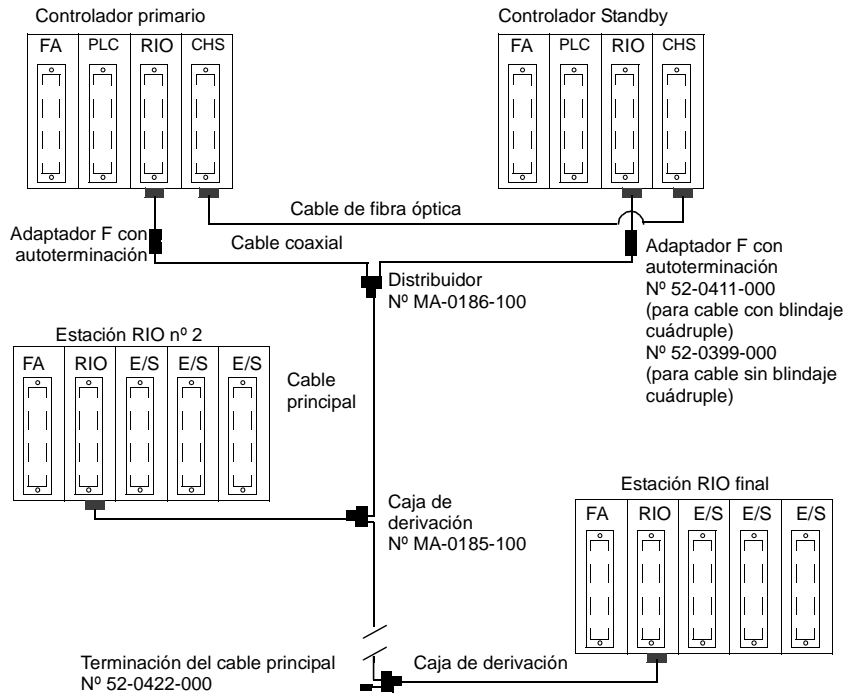 Controlador primario
Controlador Standby
FA PLC RIO CHS
FA PLC RIO CHS
Cable de fibra óptica
Adaptador F con
autoterminación
Cable coaxial
Adaptador F con
autoterminación
Nº 52-0411-000
(para cable con blindaje
cuádruple)
Nº 52-0399-000
(para cable sin blindaje
cuádruple)
Distribuidor
Nº MA-0186-100
Estación RIO nº 2
FA RIO E/S E/S E/S
Cable
principal
Caja de
derivación
Nº MA-0185-100
Estación RIO final
FA RIO E/S E/S E/S
Terminación del cable principal
Nº 52-0422-000
Caja de derivación